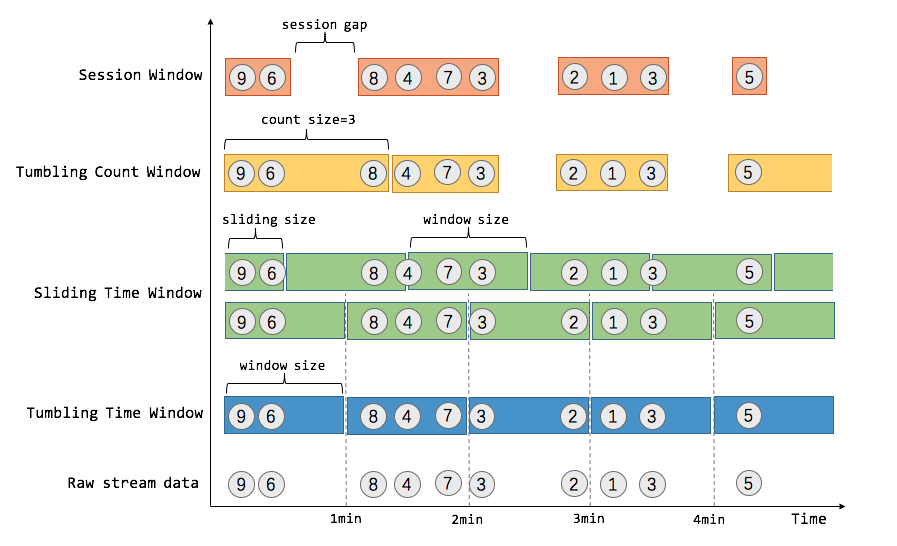 session gap
Session Window 9 6 8 4 7 3 2 1 3 5
count size=3
Tumbling Count Window 9 6 8 4 7 3 2 1 3 5
sliding size window size
9 6 8 4 7 3 2 1 3 5
Sliding Time Window
9 6 8 4 7 3 2 1 3 5
window size
Tumbling Time Window 9 6 8 4 7 3 2 1 3 5
Raw stream data 9 6 8 4 7 3 2 1 3 5
1min 2min 3min 4min Time